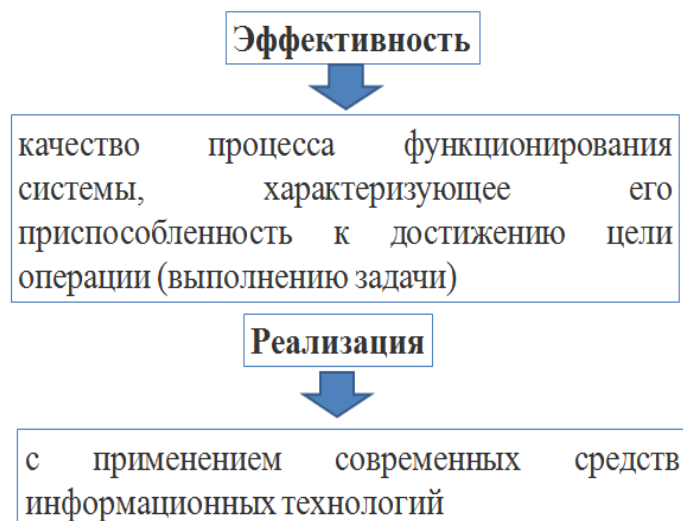 Эффективность
качество процесса функционирования
системы, характеризующее его
приспособленность к достижению цели
операции (выполнению задачи)
Реализация
с применением современных средств
информационных технологий